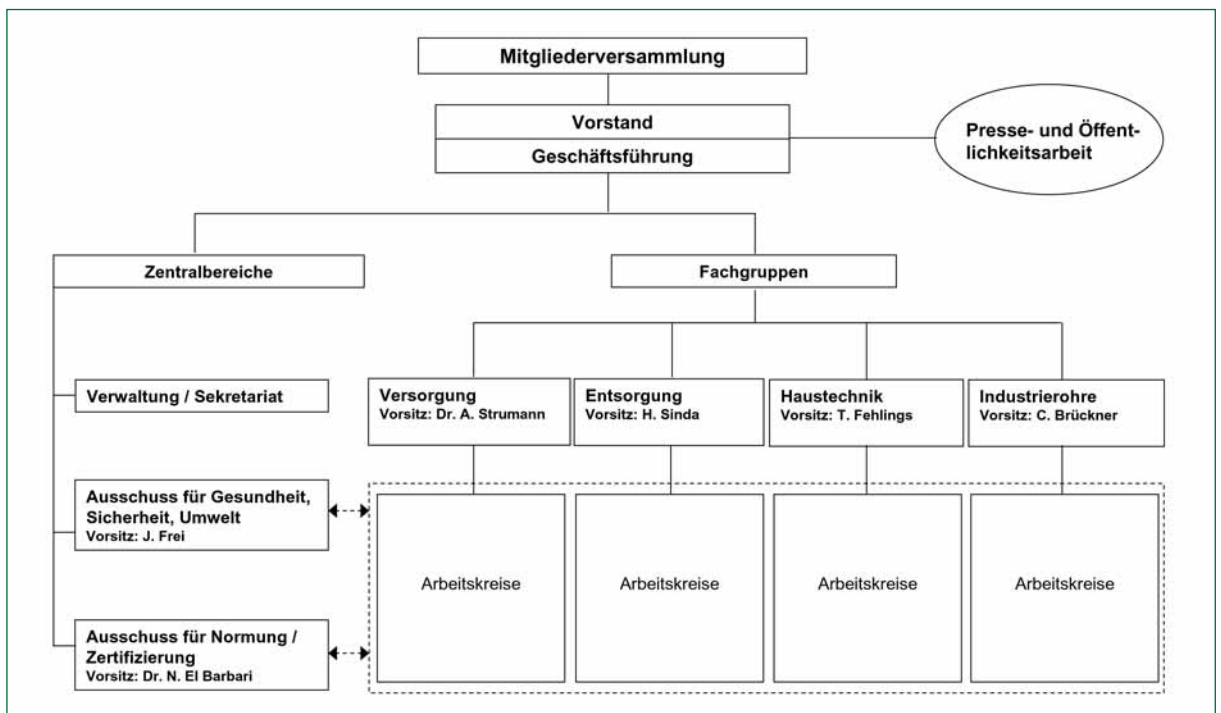 Mitgliederversammlung
Vorstand
Geschäftsführung
Presse- und Öffent-
lichkeitsarbeit
Zentralbereiche
Fachgruppen
Verwaltung / Sekretariat
Versorgung
Vorsitz: Dr. A. Strumann
Entsorgung
Vorsitz: H. Sinda
Haustechnik
Vorsitz: T. Fehlings
Industrierohre
Vorsitz: C. Brückner
Ausschuss für Gesundheit,
Sicherheit, Umwelt
Vorsitz: J. Frei
Arbeitskreise
Arbeitskreise
Arbeitskreise
Arbeitskreise
Ausschuss für Normung /
Zertifizierung
Vorsitz: Dr. N. El Barbari